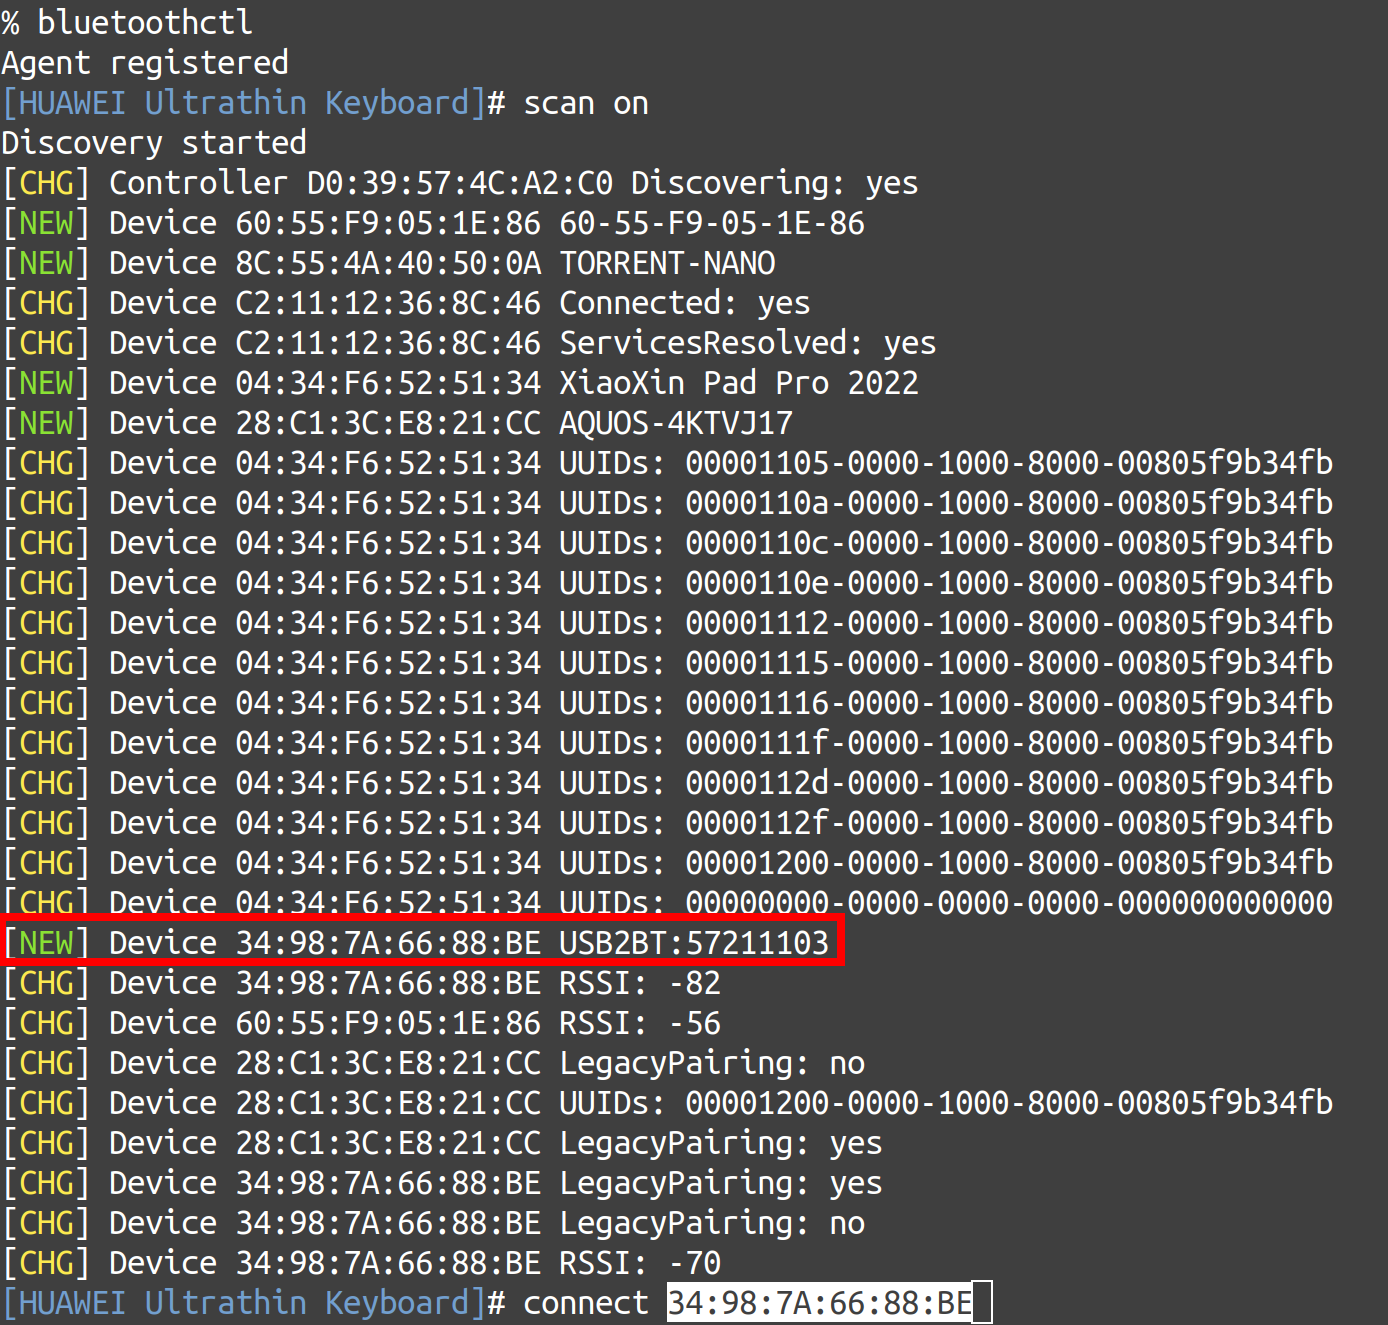 % bluetoothctl
Agent registered
[HUAWEI Ultrathin Keyboard]# scan on
Discovery started
[CHG] Controller D0:39:57:4C:A2:C0 Discovering: yes
[NEW] Device 60:55:F9:05:1E:86 60-55-F9-05-1E-86
[NEW] Device 8C:55:4A:40:50:0A TORRENT-NANO
[CHG] Device C2:11:12:36:8C:46 Connected: yes
[CHG] Device C2:11:12:36:8C:46 ServicesResolved: yes
[NEW] Device 04:34:F6:52:51:34 XiaoXin Pad Pro 2022
[NEW] Device 28:C1:3C:E8:21:CC AQUOS-4KTVJ17
[CHG] Device 04:34:F6:52:51:34 UUIDs: 00001105-0000-1000-8000-00805f9b34fb
[CHG] Device 04:34:F6:52:51:34 UUIDs: 0000110a-0000-1000-8000-00805f9b34fb
[CHG] Device 04:34:F6:52:51:34 UUIDs: 0000110c-0000-1000-8000-00805f9b34fb
[CHG] Device 04:34:F6:52:51:34 UUIDs: 0000110e-0000-1000-8000-00805f9b34fb
[CHG] Device 04:34:F6:52:51:34 UUIDs: 00001112-0000-1000-8000-00805f9b34fb
[CHG] Device 04:34:F6:52:51:34 UUIDs: 00001115-0000-1000-8000-00805f9b34fb
[CHG] Device 04:34:F6:52:51:34 UUIDs: 00001116-0000-1000-8000-00805f9b34fb
[CHG] Device 04:34:F6:52:51:34 UUIDs: 0000111f-0000-1000-8000-00805f9b34fb
[CHG] Device 04:34:F6:52:51:34 UUIDs: 0000112d-0000-1000-8000-00805f9b34fb
[CHG] Device 04:34:F6:52:51:34 UUIDs: 0000112f-0000-1000-8000-00805f9b34fb
[CHG] Device 04:34:F6:52:51:34 UUIDs: 00001200-0000-1000-8000-00805f9b34fb
[CHG] Device 04:34:F6:52:51:34 UUIDs: 00000000-0000-0000-0000-000000000000
[NEW] Device 34:98:7A:66:88:BE USB2BT:57211103
[CHG] Device 34:98:7A:66:88:BE RSSI: -82
[CHG] Device 60:55:F9:05:1E:86 RSSI: -56
[CHG] Device 28:C1:3C:E8:21:CC LegacyPairing: no
[CHG] Device 28:C1:3C:E8:21:CC UUIDs: 00001200-0000-1000-8000-00805f9b34fb
[CHG] Device 28:C1:3C:E8:21:CC LegacyPairing: yes
[CHG] Device 34:98:7A:66:88:BE LegacyPairing: yes
[CHG] Device 34:98:7A:66:88:BE LegacyPairing: no
[CHG] Device 34:98:7A:66:88:BE RSSI: -70
[HUAWEI Ultrathin Keyboard]# connect 34:98:7A:66:88:BE